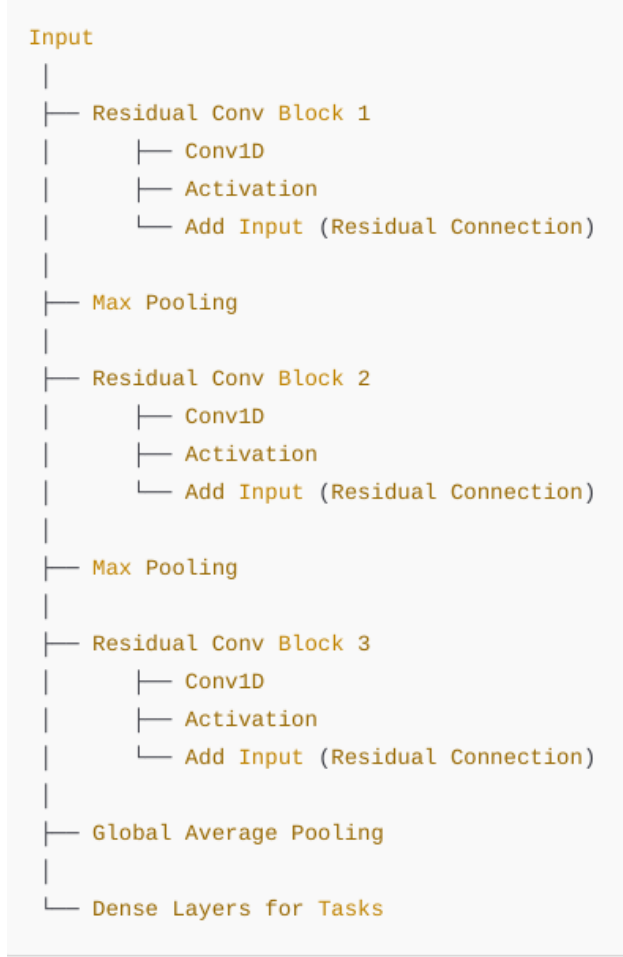 Input
│
├── Residual Conv Block 1
│      ├── Conv1D
│      ├── Activation
│      └── Add Input (Residual Connection)
│
├── Max Pooling
│
├── Residual Conv Block 2
│      ├── Conv1D
│      ├── Activation
│      └── Add Input (Residual Connection)
│
├── Max Pooling
│
├── Residual Conv Block 3
│      ├── Conv1D
│      ├── Activation
│      └── Add Input (Residual Connection)
│
├── Global Average Pooling
│
└── Dense Layers for Tasks